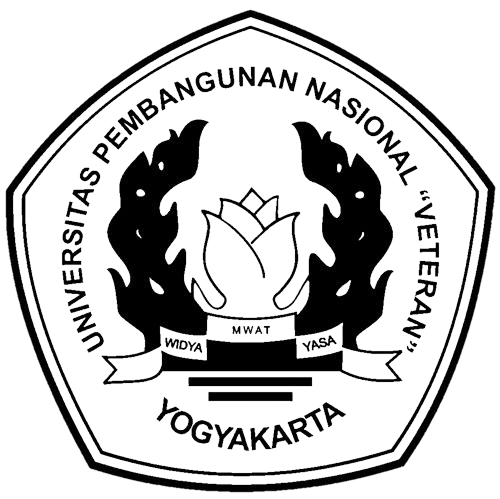 UNIVERSITAS PEMBANGUNAN NASIONAL “VETERAN”
WIDYA MWAT YASA
YOGYAKARTA